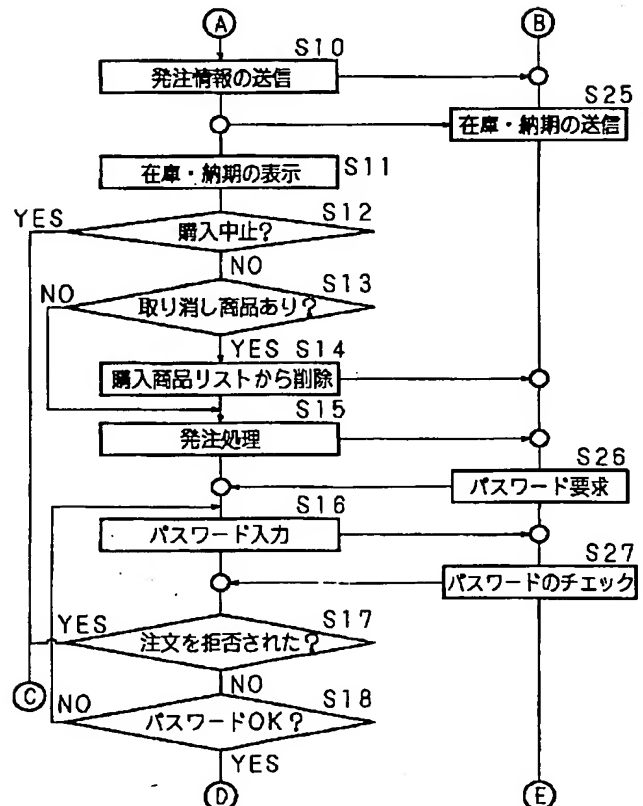 A
B
S10
発注情報の送信
S25
在庫・納期の送信
在庫・納期の表示
S11
S12
YES
購入中止?
NO
S13
NO
取り消し商品あり?
YES S14
購入商品リストから削除
S15
発注処理
S26
パスワード要求
S16
パスワード入力
S27
パスワードのチェック
S17
YES
注文を拒否された?
C
NO
S18
NO
パスワードOK?
YES
D
E